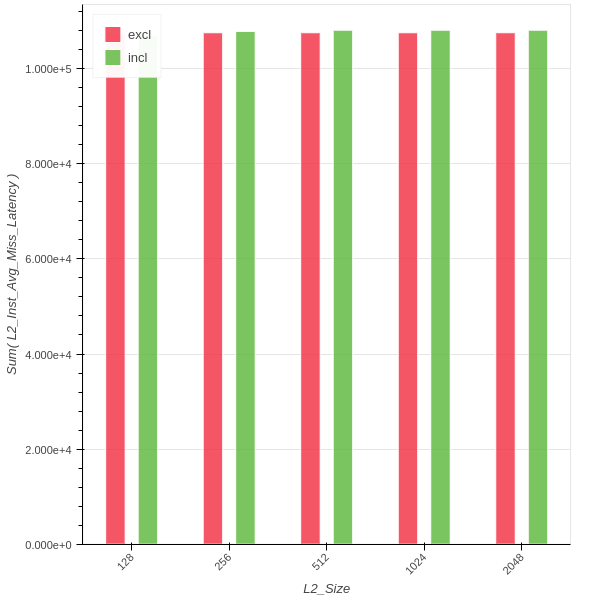 excl
incl
1.000e+5
8.000e+4
6.000e+4
4.000e+4
2.000e+4
0.000e+0
Sum( L2_Inst_Avg_Miss_Latency )
128
256
512
1024
2048
L2_Size